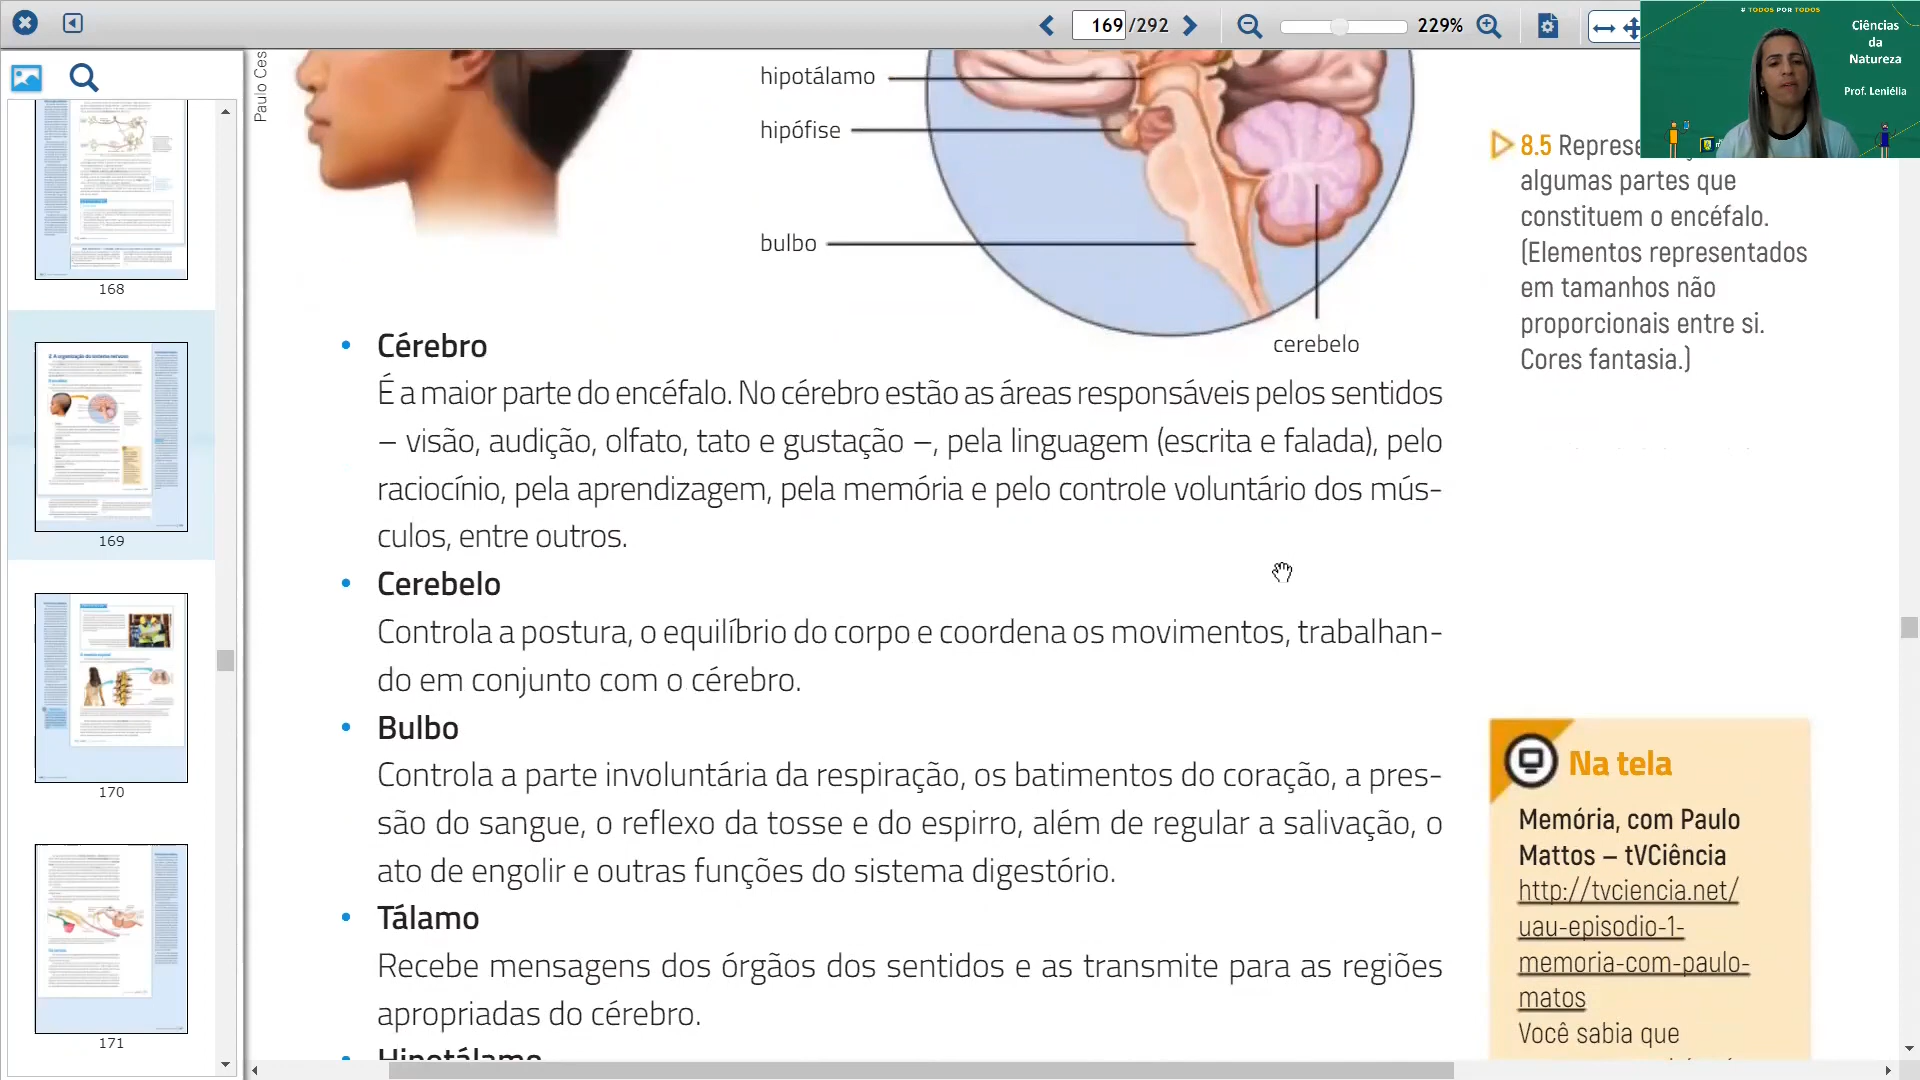 169 /292
229%
# TODOS POR TODOS
Ciências
da
Natureza
Prof. Leniélia
168
169
170
171
Paulo Ces
hipotálamo
hipófise
bulbo
cerebelo
8.5 Represe
algumas partes que
constituem o encéfalo.
(Elementos representados
em tamanhos não
proporcionais entre si.
Cores fantasia.)
• Cérebro
É a maior parte do encéfalo. No cérebro estão as áreas responsáveis pelos sentidos
– visão, audição, olfato, tato e gustação –, pela linguagem (escrita e falada), pelo
raciocínio, pela aprendizagem, pela memória e pelo controle voluntário dos mús-
culos, entre outros.
• Cerebelo
Controla a postura, o equilíbrio do corpo e coordena os movimentos, trabalhan-
do em conjunto com o cérebro.
• Bulbo
Controla a parte involuntária da respiração, os batimentos do coração, a pres-
são do sangue, o reflexo da tosse e do espirro, além de regular a salivação, o
ato de engolir e outras funções do sistema digestório.
• Tálamo
Recebe mensagens dos órgãos dos sentidos e as transmite para as regiões
apropriadas do cérebro.
• Hipotálamo
Na tela
Memória, com Paulo
Mattos – tVCiência
http://tvciencia.net/
uau-episodio-1-
memoria-com-paulo-
matos
Você sabia que